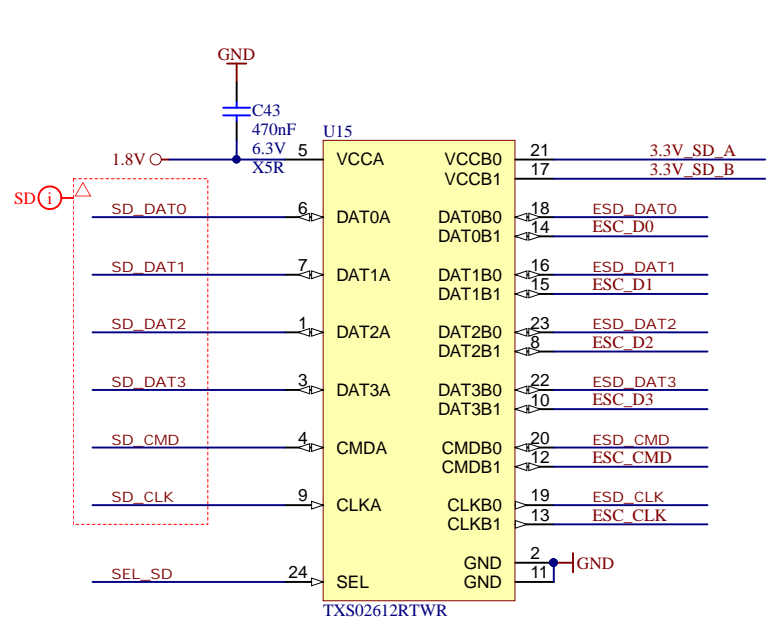 GND
C43
470nF
6.3V
X5R
U15
1.8V
5
VCCA
VCCB0
21
3.3V_SD_A
VCCB1
17
3.3V_SD_B
SD
i
SD_DAT0
6
DAT0A
DAT0B0
18
ESD_DAT0
DAT0B1
14
ESC_D0
SD_DAT1
7
DAT1A
DAT1B0
16
ESD_DAT1
DAT1B1
15
ESC_D1
SD_DAT2
1
DAT2A
DAT2B0
23
ESD_DAT2
DAT2B1
8
ESC_D2
SD_DAT3
3
DAT3A
DAT3B0
22
ESD_DAT3
DAT3B1
10
ESC_D3
SD_CMD
4
CMDA
CMDB0
20
ESD_CMD
CMDB1
12
ESC_CMD
SD_CLK
9
CLKA
CLKB0
19
ESD_CLK
CLKB1
13
ESC_CLK
SEL_SD
24
SEL
GND
2
GND
GND
11
TXS02612RTWR